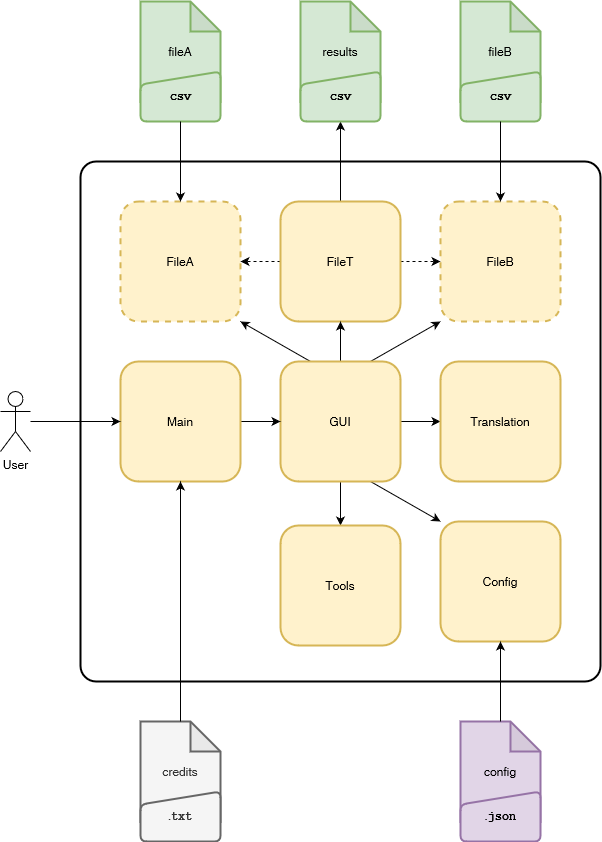 fileA
csv
results
csv
fileB
csv
FileA
FileT
FileB
Main
GUI
Translation
User
Tools
Config
credits
.txt
config
.json